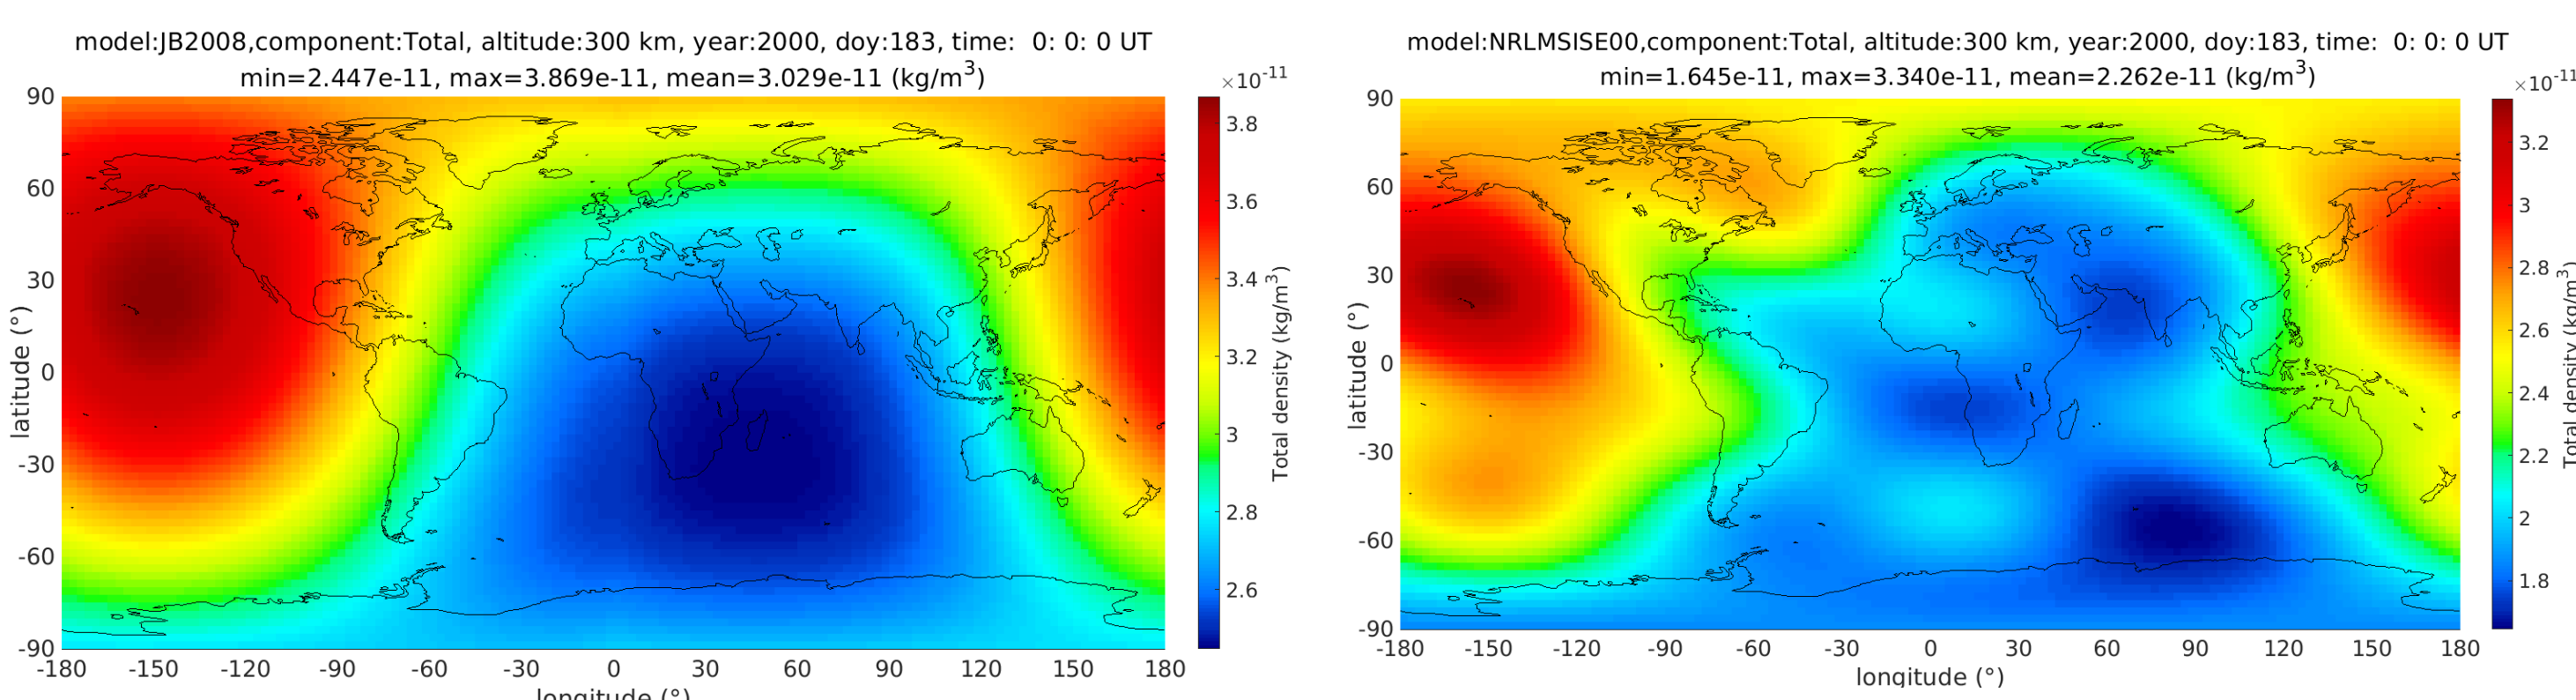 model:JB2008,component:Total, altitude:300 km, year:2000, doy:183, time:  0: 0: 0 UT
min=2.447e-11, max=3.869e-11, mean=3.029e-11 (kg/m³)
×10⁻¹¹
90
60
30
0
-30
-60
-90
latitude (°)
-180 -150 -120 -90 -60 -30 0 30 60 90 120 150 180
longitude (°)
3.8
3.6
3.4
3.2
3
2.8
2.6
Total density (kg/m³)
model:NRLMSISE00,component:Total, altitude:300 km, year:2000, doy:183, time:  0: 0: 0 UT
min=1.645e-11, max=3.340e-11, mean=2.262e-11 (kg/m³)
×10⁻¹¹
90
60
30
0
-30
-60
-90
latitude (°)
-180 -150 -120 -90 -60 -30 0 30 60 90 120 150 180
longitude (°)
3.2
3
2.8
2.6
2.4
2.2
2
1.8
Total density (kg/m³)